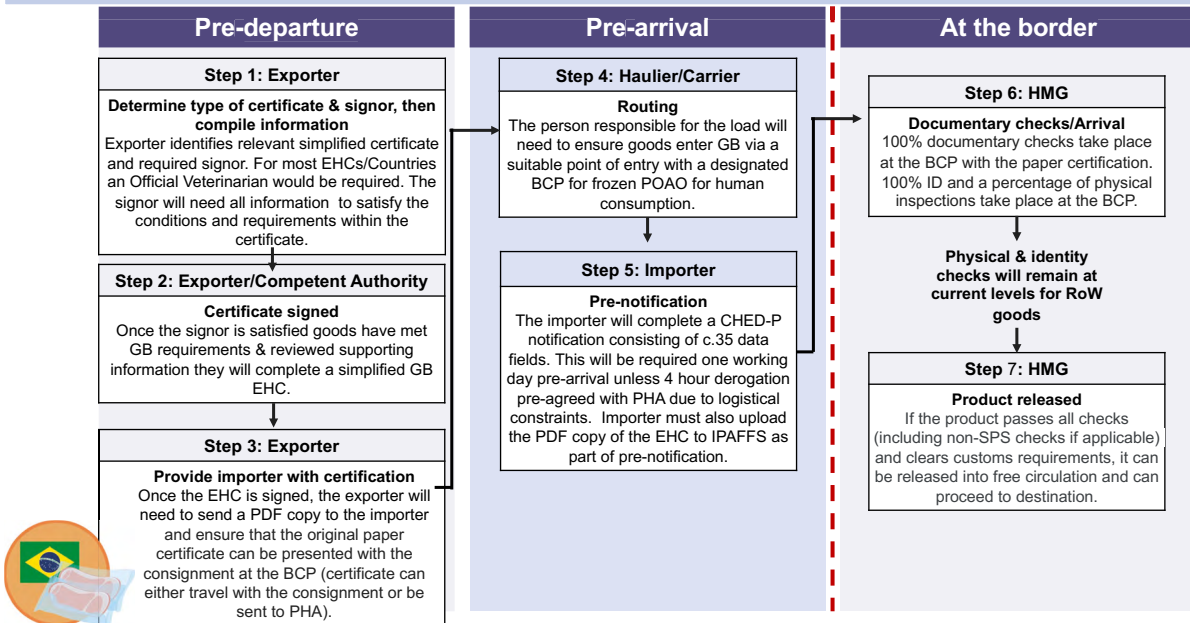 Pre-departure
Step 1: Exporter
Determine type of certificate & signor, then
compile information
Exporter identifies relevant simplified certificate
and required signor. For most EHCs/Countries
an Official Veterinarian would be required. The
signor will need all information to satisfy the
conditions and requirements within the
certificate.
Step 2: Exporter/Competent Authority
Certificate signed
Once the signor is satisfied goods have met
GB requirements & reviewed supporting
information they will complete a simplified GB
EHC.
Step 3: Exporter
Provide importer with certification
Once the EHC is signed, the exporter will
need to send a PDF copy to the importer
and ensure that the original paper
certificate can be presented with the
consignment at the BCP (certificate can
either travel with the consignment or be
sent to PHA).
Pre-arrival
Step 4: Haulier/Carrier
Routing
The person responsible for the load will
need to ensure goods enter GB via a
suitable point of entry with a designated
BCP for frozen POAO for human
consumption.
Step 5: Importer
Pre-notification
The importer will complete a CHED-P
notification consisting of c.35 data
fields. This will be required one working
day pre-arrival unless 4 hour derogation
pre-agreed with PHA due to logistical
constraints. Importer must also upload
the PDF copy of the EHC to IPAFFS as
part of pre-notification.
At the border
Step 6: HMG
Documentary checks/Arrival
100% documentary checks take place
at the BCP with the paper certification.
100% ID and a percentage of physical
inspections take place at the BCP.
Physical & identity
checks will remain at
current levels for RoW
goods
Step 7: HMG
Product released
If the product passes all checks
(including non-SPS checks if applicable)
and clears customs requirements, it can
be released into free circulation and can
proceed to destination.